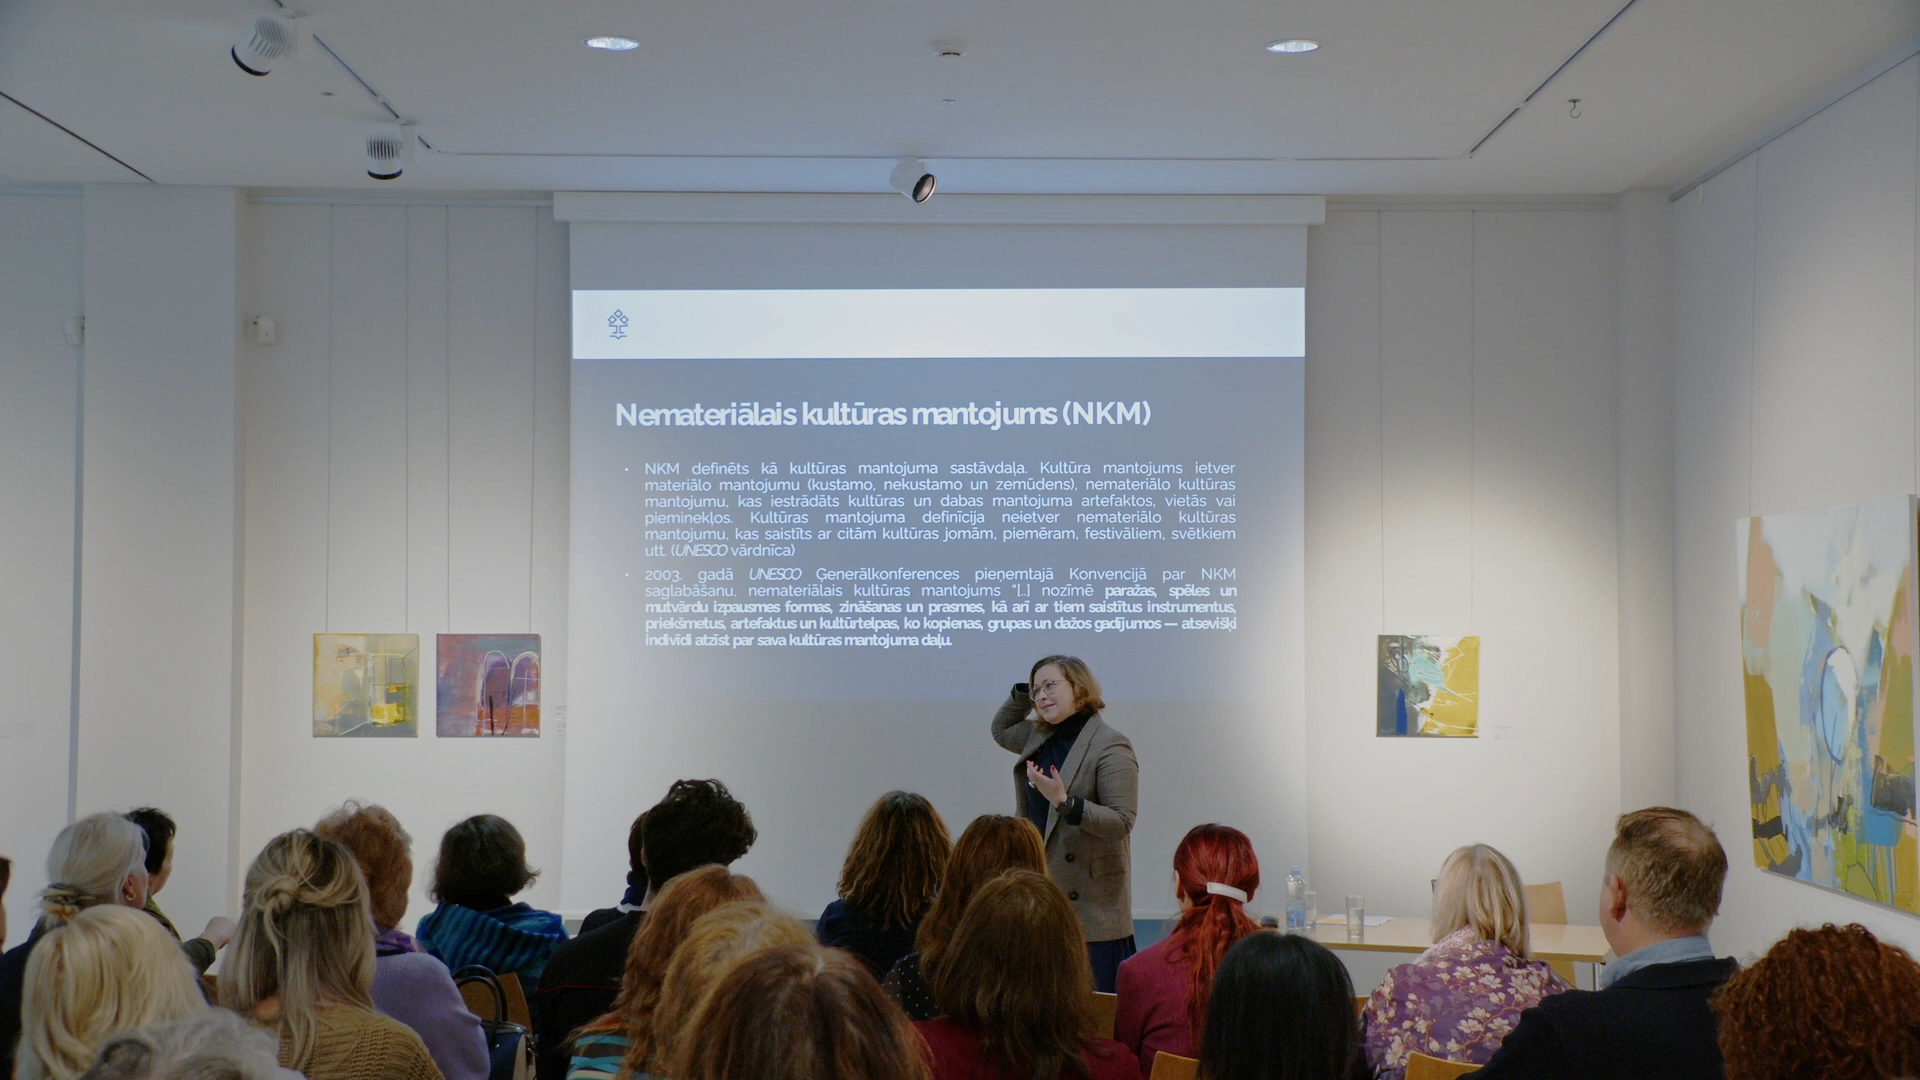 Nemateriālais kultūras mantojums (NKM)
• NKM definēts kā kultūras mantojuma sastāvdaļa. Kultūra mantojums ietver
materiālo mantojumu (kustamo, nekustamo un zemūdens), nemateriālo kultūras
mantojumu, kas iestrādāts kultūras un dabas mantojuma artefaktos, vietās vai
pieminekļos. Kultūras mantojuma definīcija neietver nemateriālo kultūras
mantojumu, kas saistīts ar citām kultūras jomām, piemēram, festivāliem, svētkiem
utt. (UNESCO vārdnīca)
• 2003. gadā UNESCO Ģenerālkonferences pieņemtajā Konvencijā par NKM
saglabāšanu, nemateriālais kultūras mantojums “[..] nozīmē paražas, spēles un
mutvārdu izpausmes formas, zināšanas un prasmes, kā arī ar tiem saistītus instrumentus,
priekšmetus, artefaktus un kultūrtelpas, ko kopienas, grupas un dažos gadījumos — atsevišķi
indivīdi atzīst par sava kultūras mantojuma daļu.